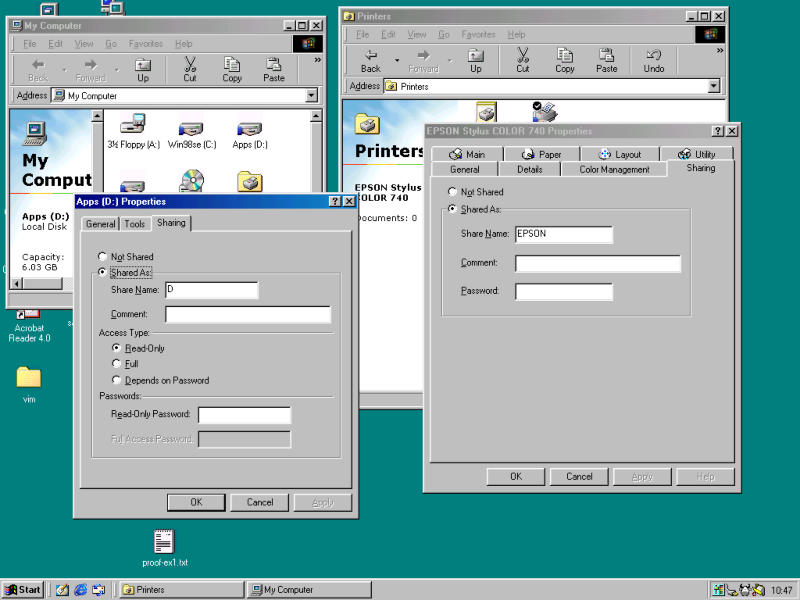 My Computer
File Edit View Go Favorites Help
Back Forward Up Cut Copy Paste »
Address My Computer
3½ Floppy (A:) Win98se (C:) Apps (D:)
My
Comput
Apps (D:)
Local Disk
Capacity:
6.03 GB
Printers
File Edit View Go Favorites Help
Back Forward Up Cut Copy Paste Undo »
Address Printers
Printers
EPSON Stylus
COLOR 740
Documents: 0
Apps (D:) Properties
General Tools Sharing
Not Shared
Shared As:
Share Name: D
Comment:
Access Type:
Read-Only
Full
Depends on Password
Passwords:
Read-Only Password:
Full Access Password:
OK Cancel Apply
EPSON Stylus COLOR 740 Properties
Main Paper Layout Utility
General Details Color Management Sharing
Not Shared
Shared As:
Share Name: EPSON
Comment:
Password:
OK Cancel Apply Help
Acrobat
Reader 4.0
vim
proof-ex1.txt
Start Printers My Computer 10:47